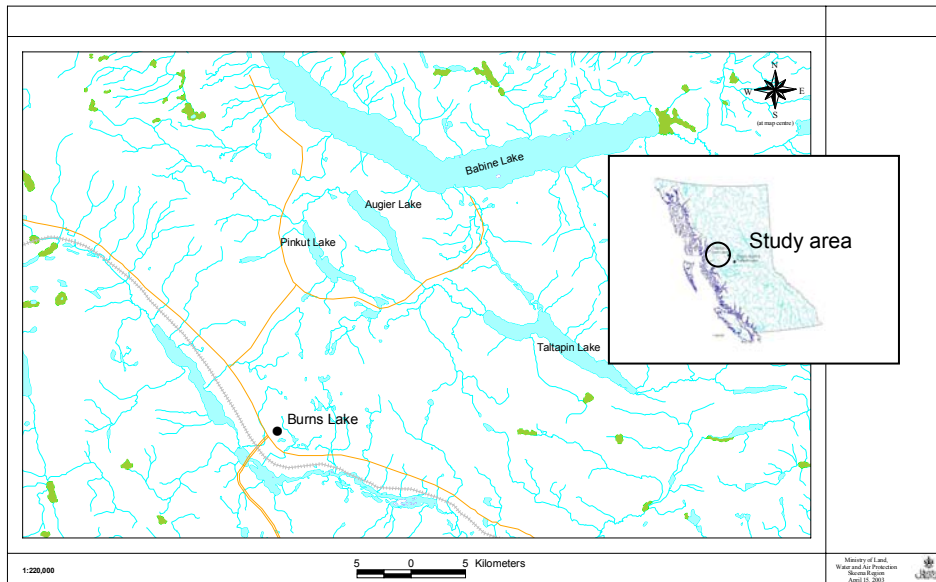 N
W E
S
(at map centre)
Babine Lake
Augier Lake
Pinkut Lake
Study area
Taltapin Lake
Burns Lake
1:220,000
5 0 5 Kilometers
Ministry of Land,
Water and Air Protection
Skeena Region
April 15, 2003